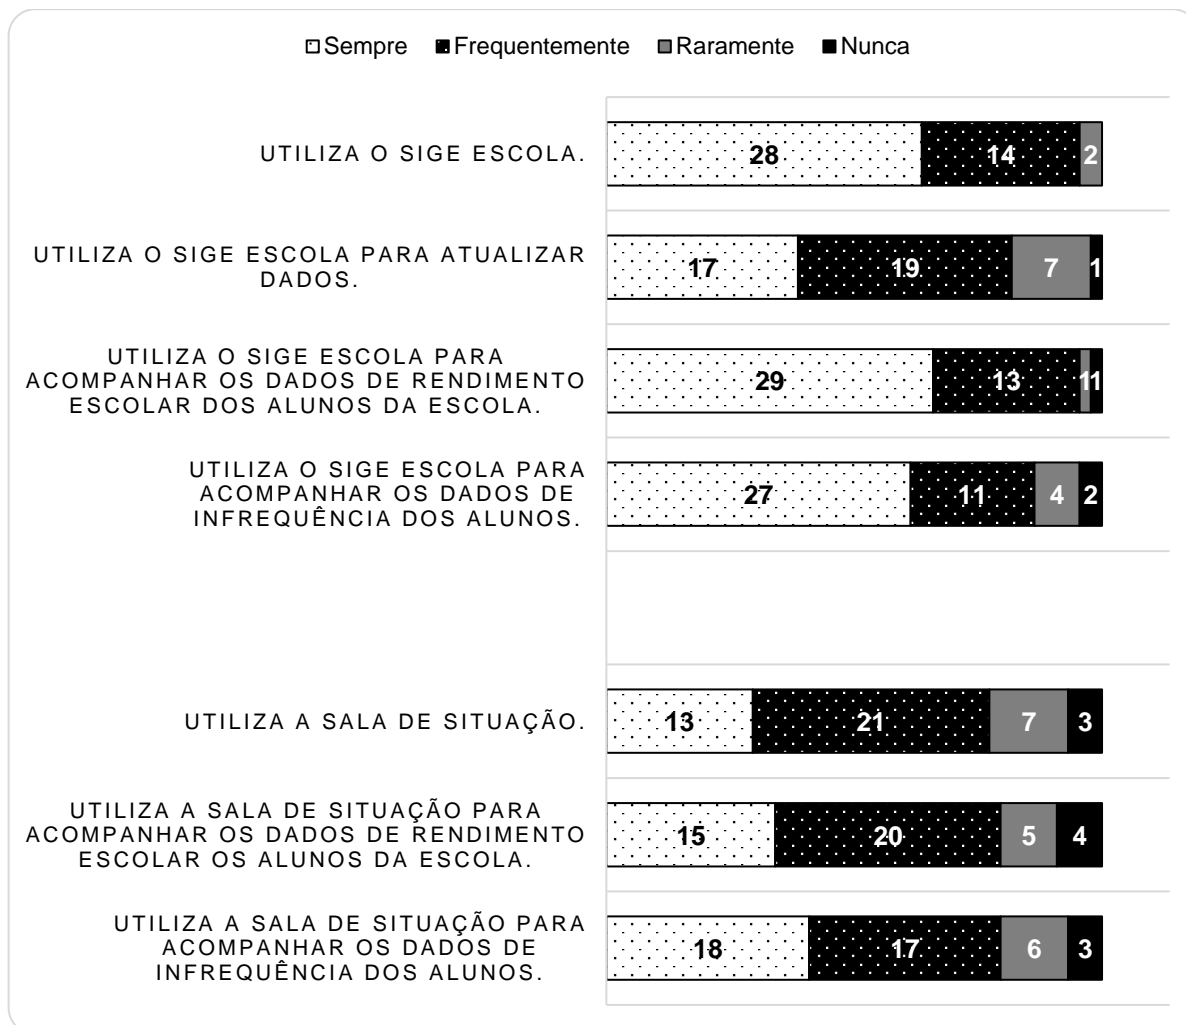 Sempre Frequentemente Raramente Nunca
UTILIZA O SIGE ESCOLA.
28 14 2
UTILIZA O SIGE ESCOLA PARA ATUALIZAR
DADOS.
17 19 7 1
UTILIZA O SIGE ESCOLA PARA
ACOMPANHAR OS DADOS DE RENDIMENTO
ESCOLAR DOS ALUNOS DA ESCOLA.
29 13 1 1
UTILIZA O SIGE ESCOLA PARA
ACOMPANHAR OS DADOS DE
INFREQUÊNCIA DOS ALUNOS.
27 11 4 2
UTILIZA A SALA DE SITUAÇÃO.
13 21 7 3
UTILIZA A SALA DE SITUAÇÃO PARA
ACOMPANHAR OS DADOS DE RENDIMENTO
ESCOLAR OS ALUNOS DA ESCOLA.
15 20 5 4
UTILIZA A SALA DE SITUAÇÃO PARA
ACOMPANHAR OS DADOS DE
INFREQUÊNCIA DOS ALUNOS.
18 17 6 3